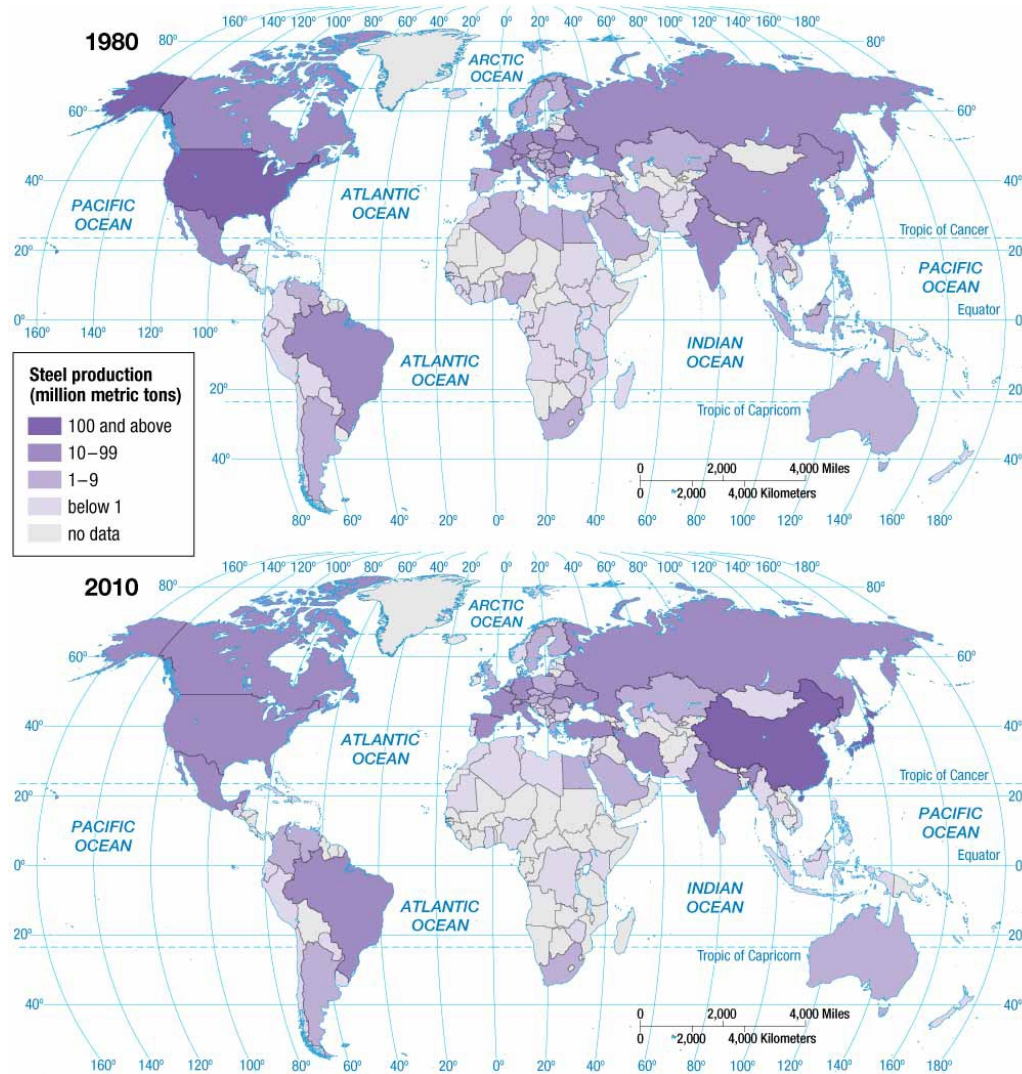 160° 140° 120° 100° 80° 60° 40° 20° 0° 20° 40° 60° 80° 100° 120° 140° 160°
1980
80°
80°
ARCTIC
OCEAN
60°
60°
40°
40°
PACIFIC
OCEAN
ATLANTIC
OCEAN
20°
Tropic of Cancer
20°
PACIFIC
OCEAN
Equator
0°
0°
160° 140° 100°
INDIAN
OCEAN
ATLANTIC
OCEAN
Steel production
(million metric tons)
100 and above
10–99
1–9
below 1
no data
20°
Tropic of Capricorn
20°
40°
40°
0 2,000 4,000 Miles
0 2,000 4,000 Kilometers
80° 60° 40° 20° 0° 20° 40° 60° 80° 100° 120° 140° 160° 180°
2010
160° 140° 120° 100° 80° 60° 40° 20° 0° 20° 40° 60° 80° 100° 120° 140° 160°
80°
80°
ARCTIC
OCEAN
60°
60°
40°
40°
ATLANTIC
OCEAN
20°
Tropic of Cancer
20°
PACIFIC
OCEAN
PACIFIC
OCEAN
Equator
0°
0°
INDIAN
OCEAN
ATLANTIC
OCEAN
20°
20°
Tropic of Capricorn
40°
40°
0 2,000 4,000 Miles
0 2,000 4,000 Kilometers
160° 140° 120° 100° 80° 60° 40° 20° 0° 20° 40° 60° 80° 100° 120° 140° 160° 180°